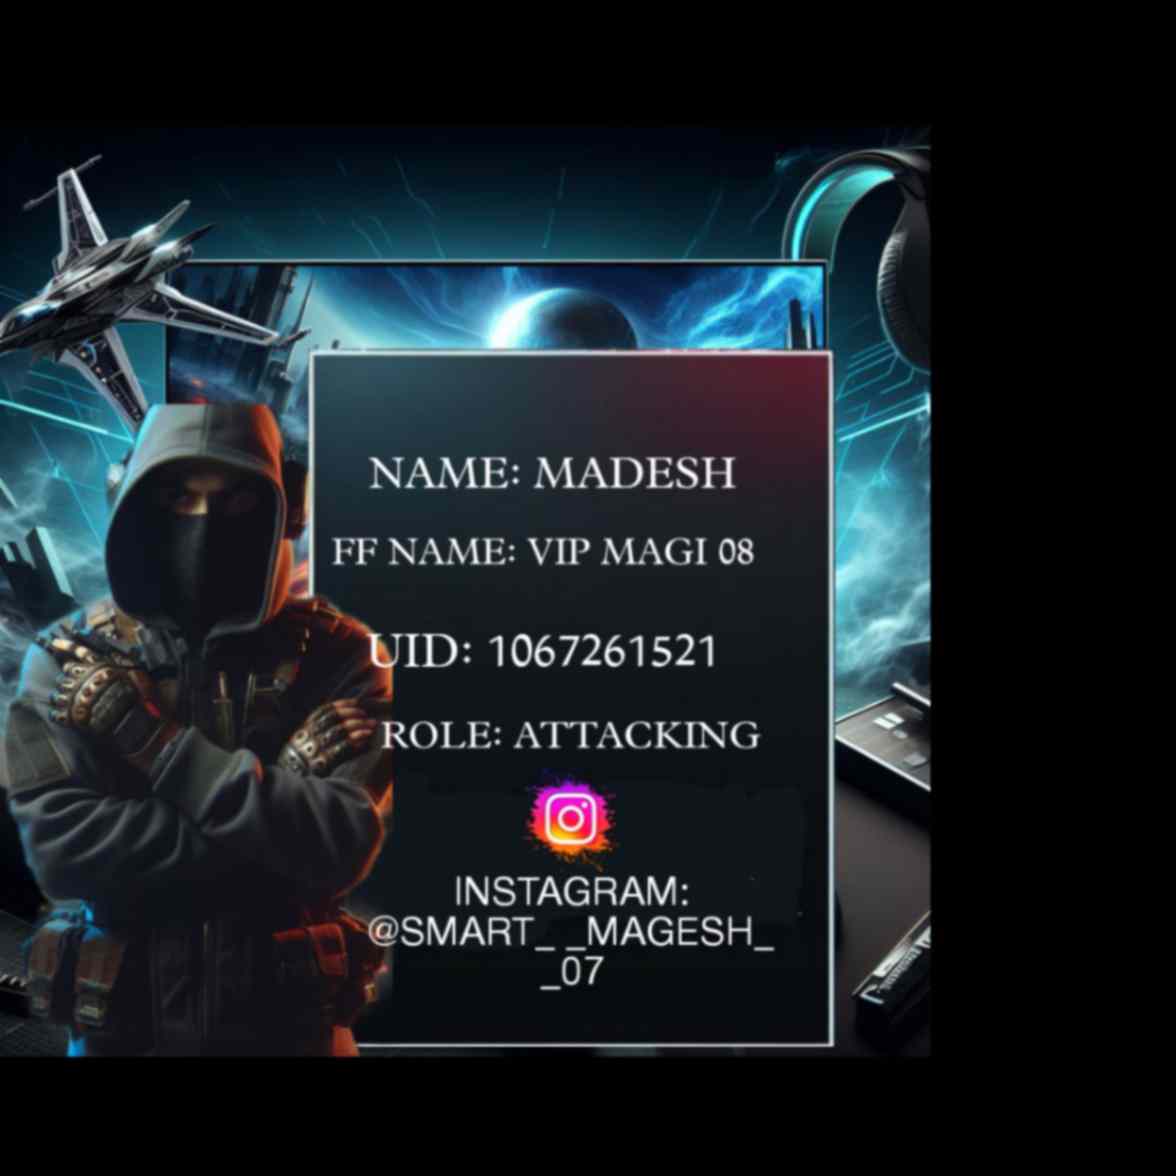 NAME: MADESH
FF NAME: VIP MAGI 08
UID: 1067261521
ROLE: ATTACKING
INSTAGRAM:
@SMART_ _MAGESH_
_07